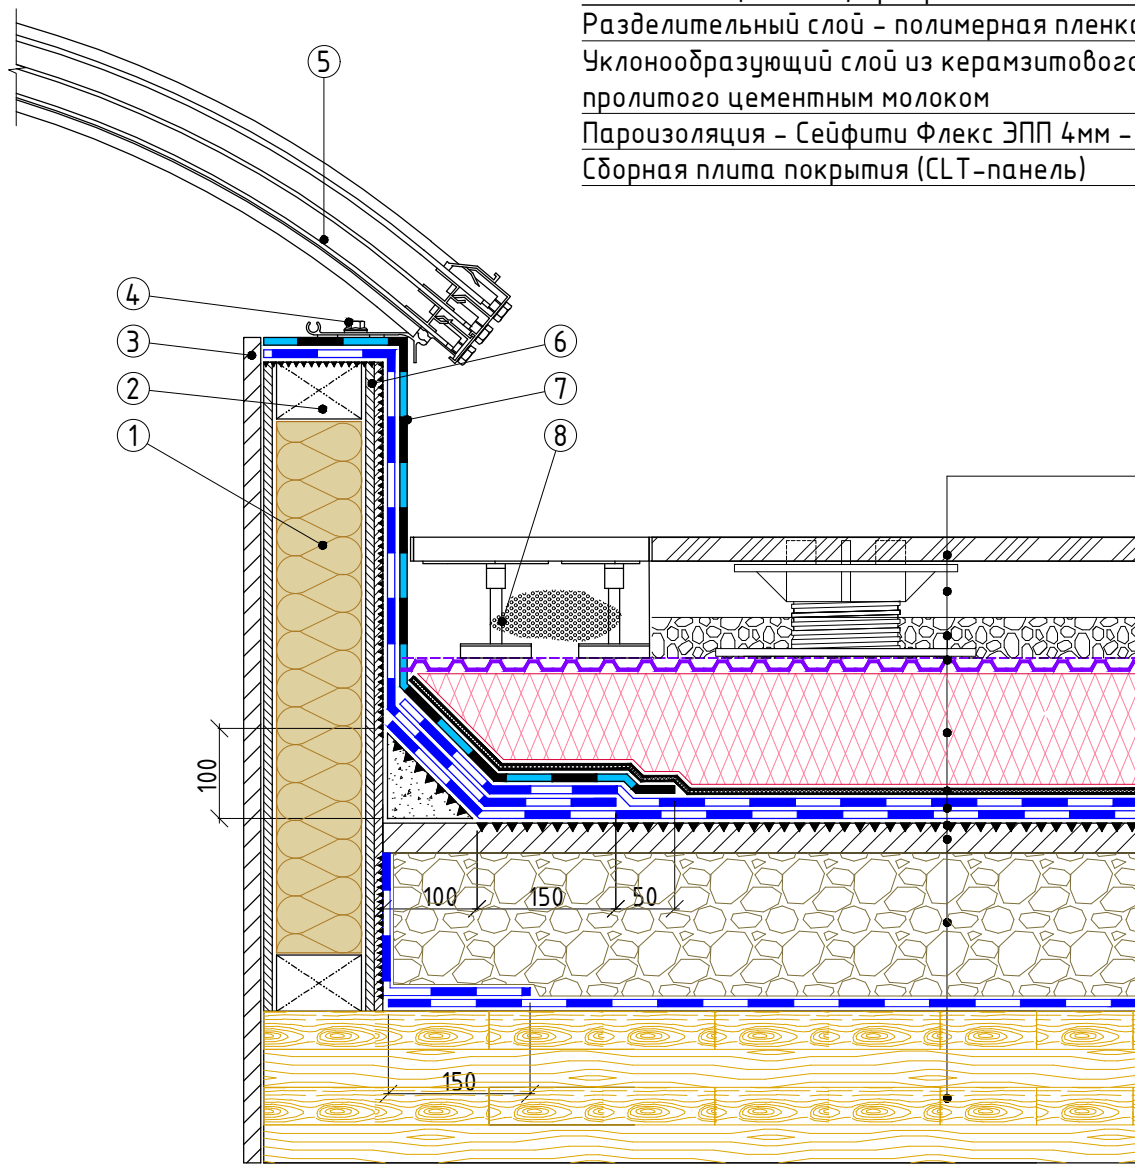 Разделительный слой - полимерная пленка
Уклонообразующий слой из керамзитового
пролитого цементным молоком
Пароизоляция - Сейфити Флекс ЭПП 4мм -
Сборная плита покрытия (CLT-панель)
5
4
3
6
2
7
1
8
100
100
150
50
150